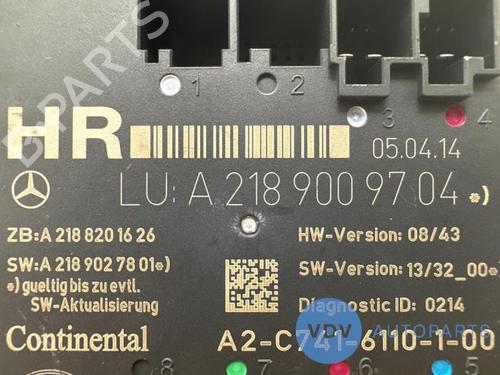 1 2 3 4
HR
05.04.14
LU: A 218 900 97 04 *)
ZB:A 218 820 16 26
HW-Version: 08/43
SW:A 218 902 78 01*)
SW-Version: 13/32_00*)
*) gueltig bis zu evtl.
SW-Aktualisierung
Diagnostic ID: 0214
VDV AUTOPARTS
Continental
A2-C741-6110-1-00
8 7 6 5